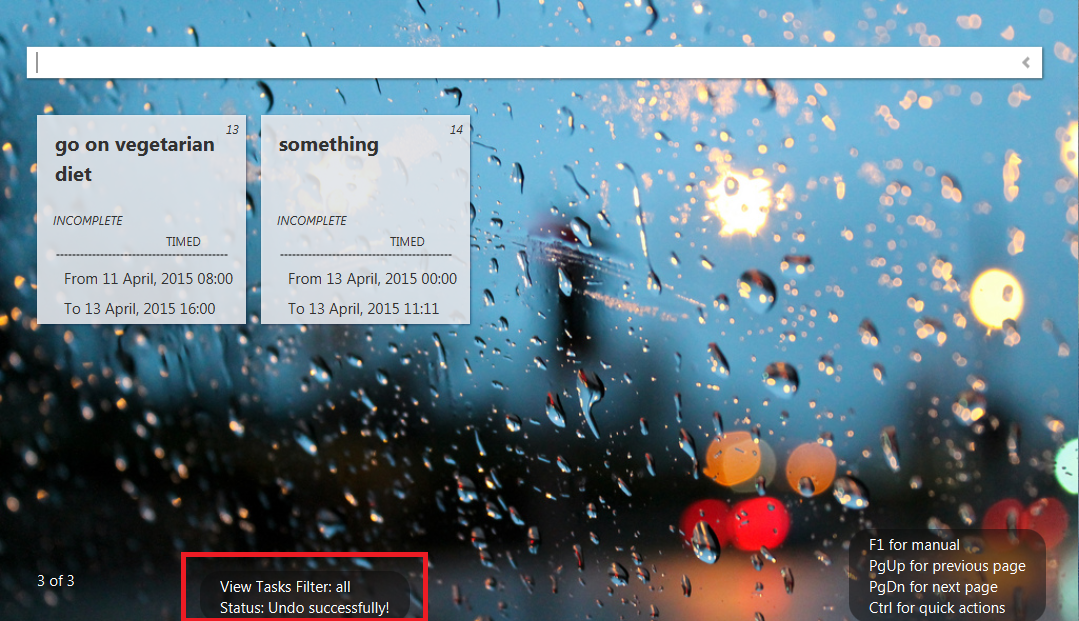 13
go on vegetarian
diet
INCOMPLETE
TIMED
From 11 April, 2015 08:00
To 13 April, 2015 16:00
14
something
INCOMPLETE
TIMED
From 13 April, 2015 00:00
To 13 April, 2015 11:11
3 of 3
View Tasks Filter: all
Status: Undo successfully!
F1 for manual
PgUp for previous page
PgDn for next page
Ctrl for quick actions